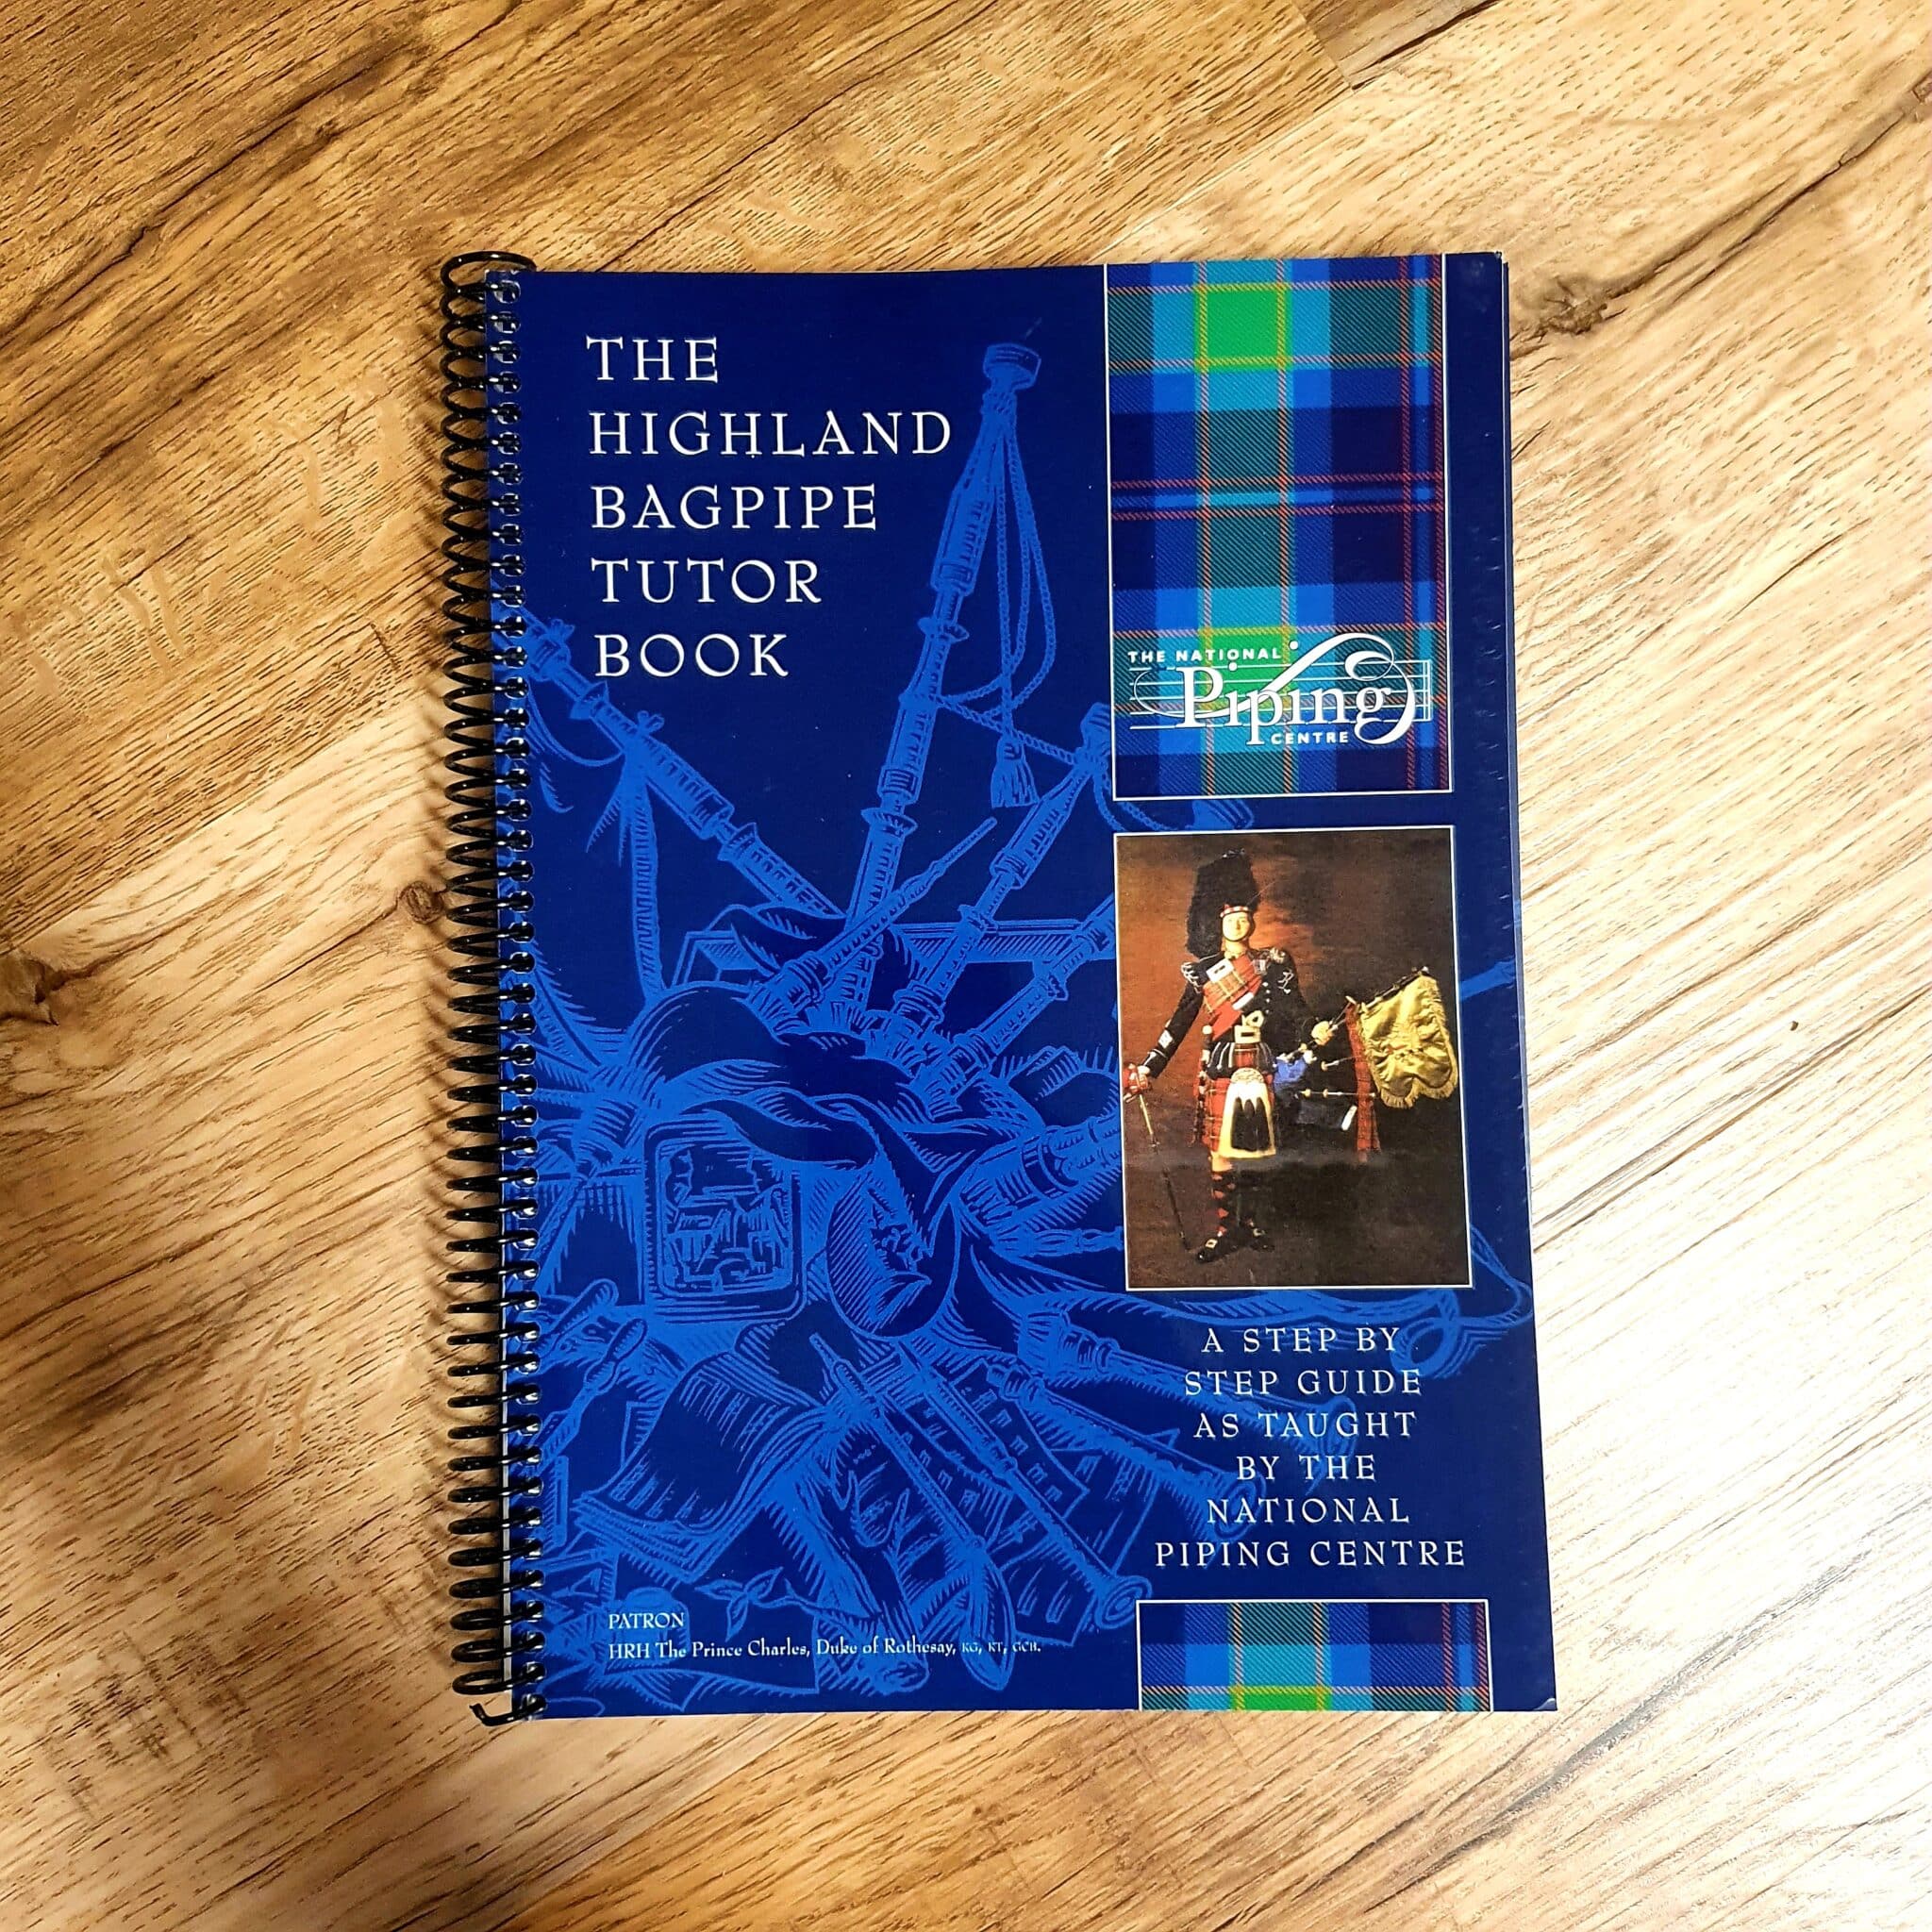 THE
HIGHLAND
BAGPIPE
TUTOR
BOOK
THE NATIONAL
Piping
CENTRE
A STEP BY
STEP GUIDE
AS TAUGHT
BY THE
NATIONAL
PIPING CENTRE
PATRON
HRH The Prince Charles, Duke of Rothesay, KG, KT, GCB.